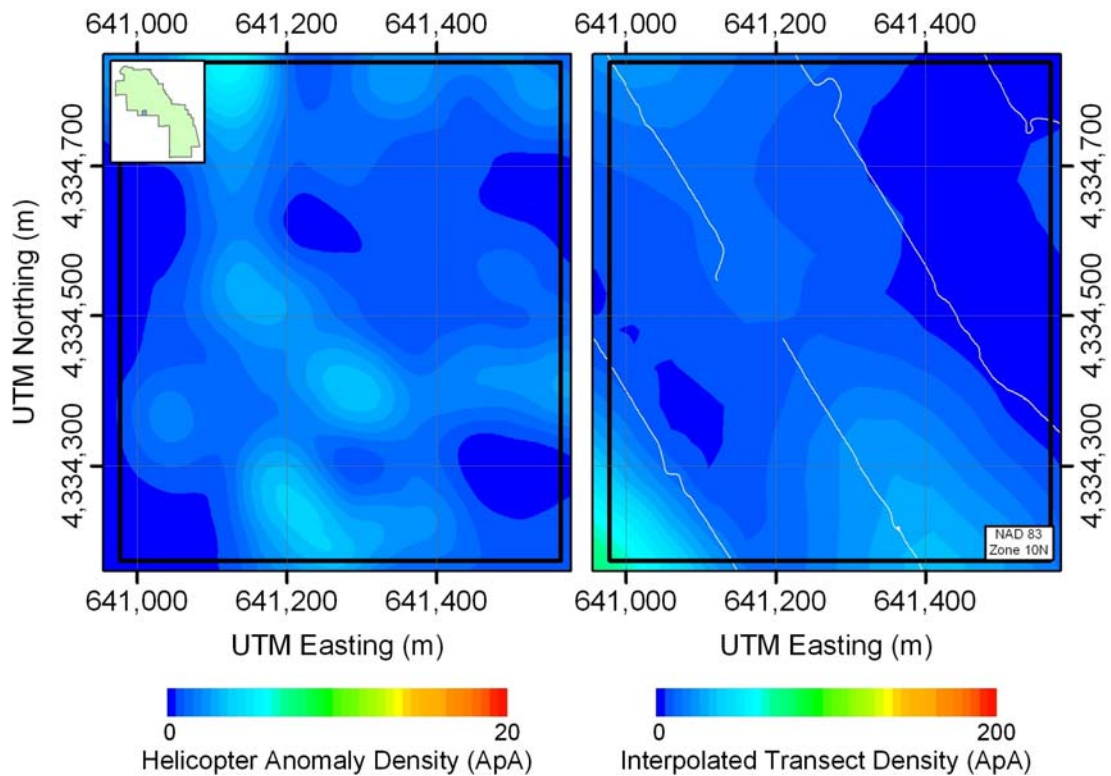 641,000 641,200 641,400
641,000 641,200 641,400
UTM Northing (m)
4,334,700
4,334,500
4,334,300
4,334,700
4,334,500
4,334,300
NAD 83
Zone 10N
641,000 641,200 641,400
641,000 641,200 641,400
UTM Easting (m)
UTM Easting (m)
0 20
Helicopter Anomaly Density (ApA)
0 200
Interpolated Transect Density (ApA)